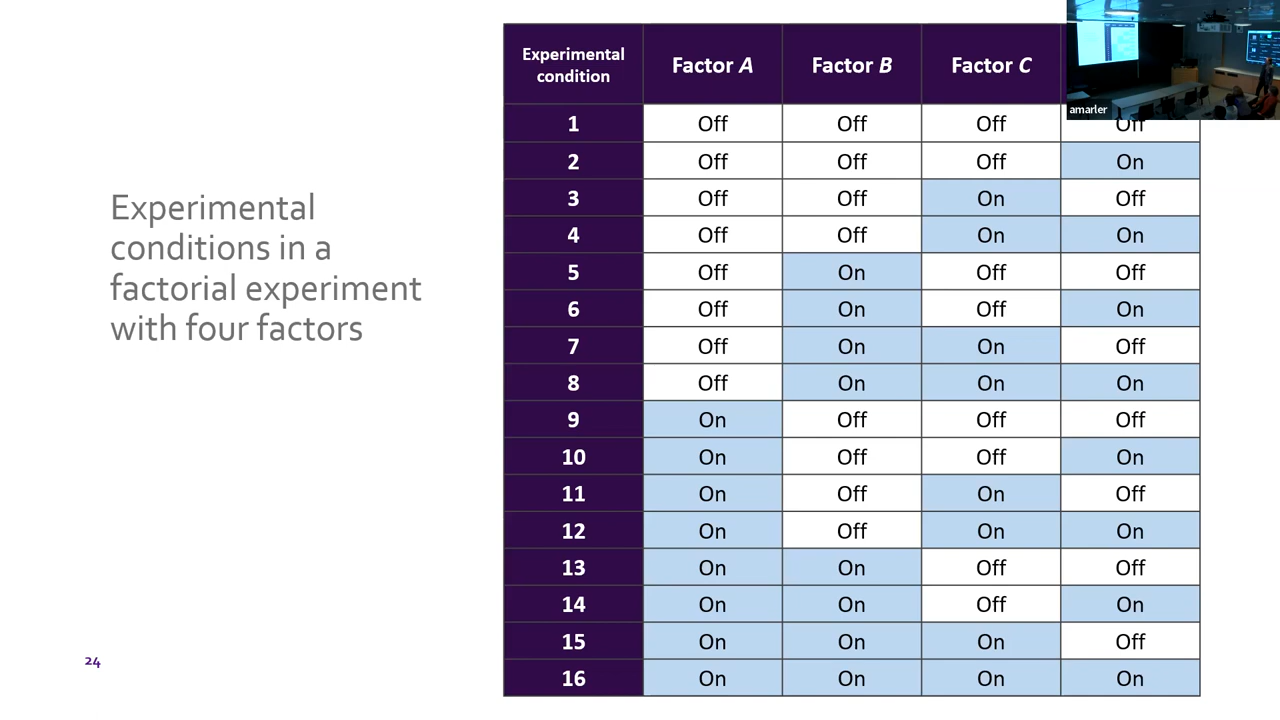 Experimental
conditions in a
factorial experiment
with four factors
24
Experimental condition Factor A Factor B Factor C
1 Off Off Off Off
2 Off Off Off On
3 Off Off On Off
4 Off Off On On
5 Off On Off Off
6 Off On Off On
7 Off On On Off
8 Off On On On
9 On Off Off Off
10 On Off Off On
11 On Off On Off
12 On Off On On
13 On On Off Off
14 On On Off On
15 On On On Off
16 On On On On
amarler